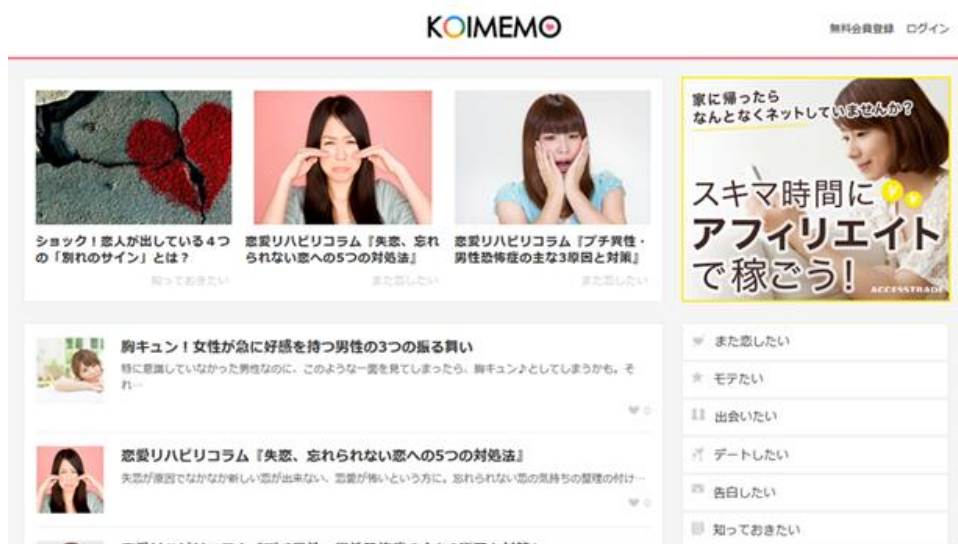 KOIMEMO
無料会員登録 ログイン
ショック！恋人が出している４つ
の「別れのサイン」とは？
知っておきたい
恋愛リハビリコラム『失恋、忘れ
られない恋への5つの対処法』
また恋したい
恋愛リハビリコラム『プチ異性・
男性恐怖症の主な3原因と対策』
また恋したい
家に帰ったら
なんとなくネットしていませんか？
スキマ時間に
アフィリエイト
で稼ごう！
ACCESSTRADE
胸キュン！女性が急に好感を持つ男性の3つの振る舞い
特に意識していなかった男性なのに、このような一面を見てしまったら、胸キュン♪としてしまうかも。そ
れ…
0
恋愛リハビリコラム『失恋、忘れられない恋への5つの対処法』
失恋が原因でなかなか新しい恋が出来ない、恋愛が怖いという方に。忘れられない恋の気持ちの整理の付け…
0
また恋したい
モテたい
出会いたい
デートしたい
告白したい
知っておきたい